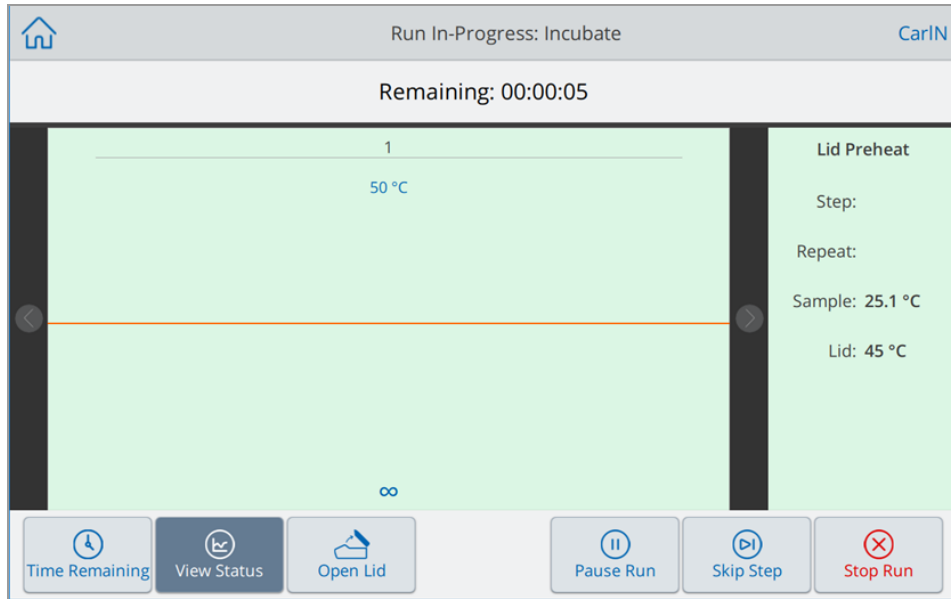 Run In-Progress: Incubate
CarlN
Remaining: 00:00:05
1
50 °C
∞
Lid Preheat
Step:
Repeat:
Sample: 25.1 °C
Lid: 45 °C
Time Remaining
View Status
Open Lid
Pause Run
Skip Step
Stop Run